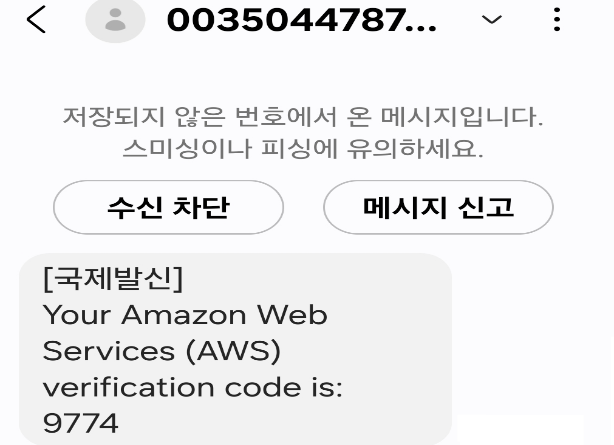 0035044787...
저장되지 않은 번호에서 온 메시지입니다.
스미싱이나 피싱에 유의하세요.
수신 차단
메시지 신고
[국제발신]
Your Amazon Web
Services (AWS)
verification code is:
9774